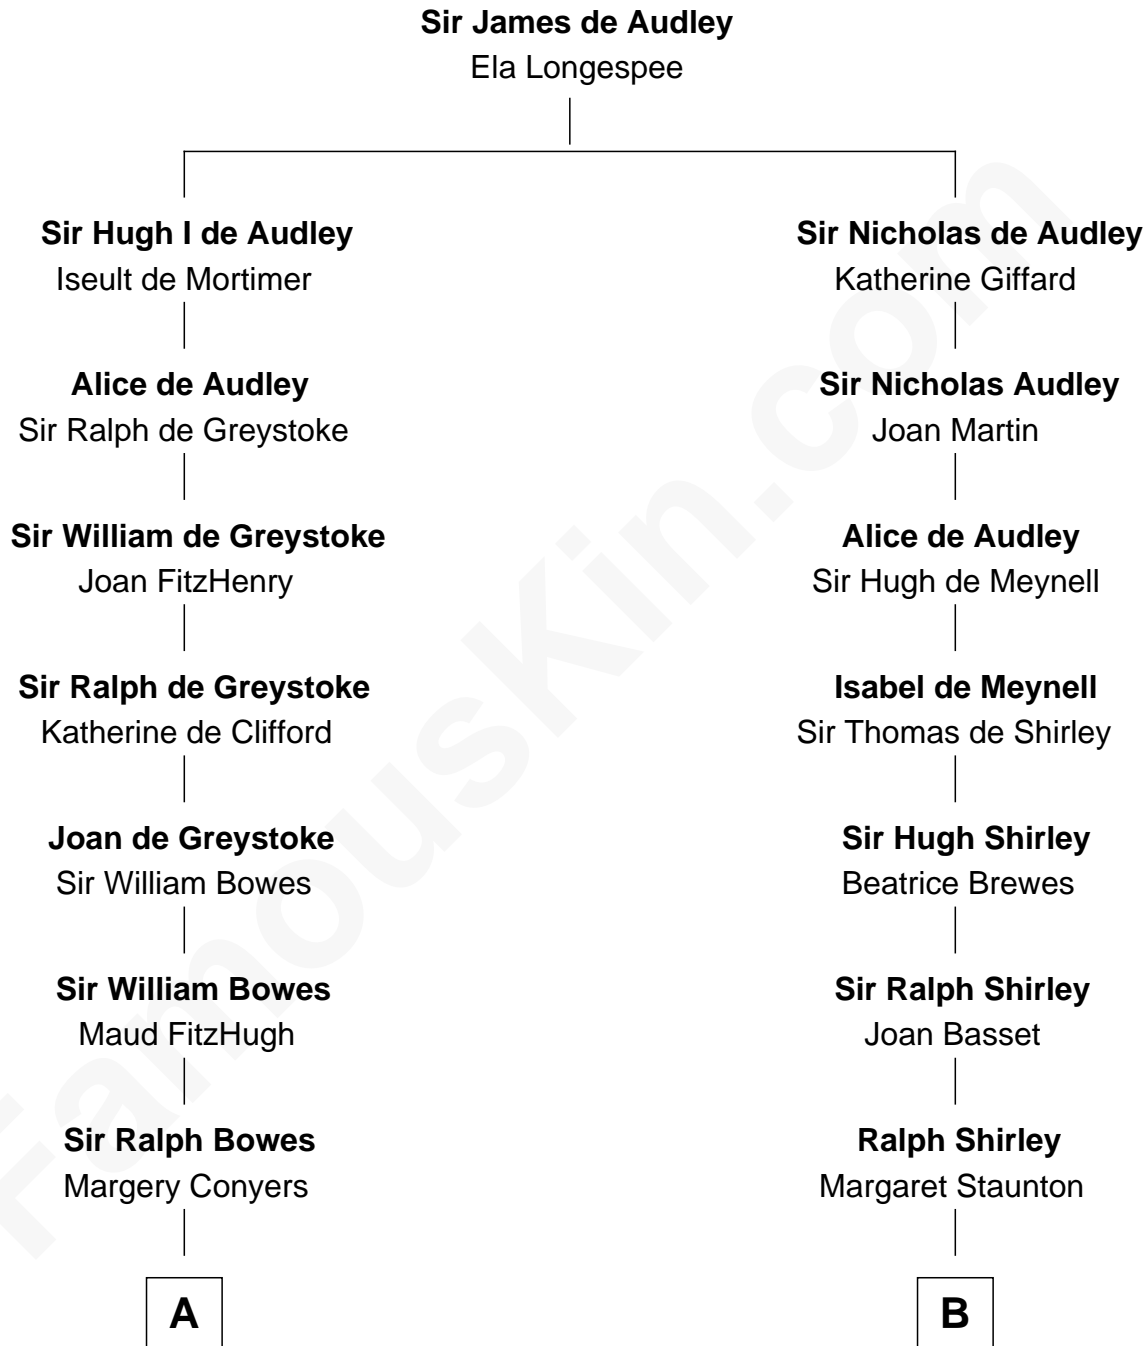 Sir James de Audley
Ela Longespee
Sir Hugh I de Audley
Iseult de Mortimer
Alice de Audley
Sir Ralph de Greystoke
Sir William de Greystoke
Joan FitzHenry
Sir Ralph de Greystoke
Katherine de Clifford
Joan de Greystoke
Sir William Bowes
Sir William Bowes
Maud FitzHugh
Sir Ralph Bowes
Margery Conyers
A
Sir Nicholas de Audley
Katherine Giffard
Sir Nicholas Audley
Joan Martin
Alice de Audley
Sir Hugh de Meynell
Isabel de Meynell
Sir Thomas de Shirley
Sir Hugh Shirley
Beatrice Brewes
Sir Ralph Shirley
Joan Basset
Ralph Shirley
Margaret Staunton
B
FamousKin.com